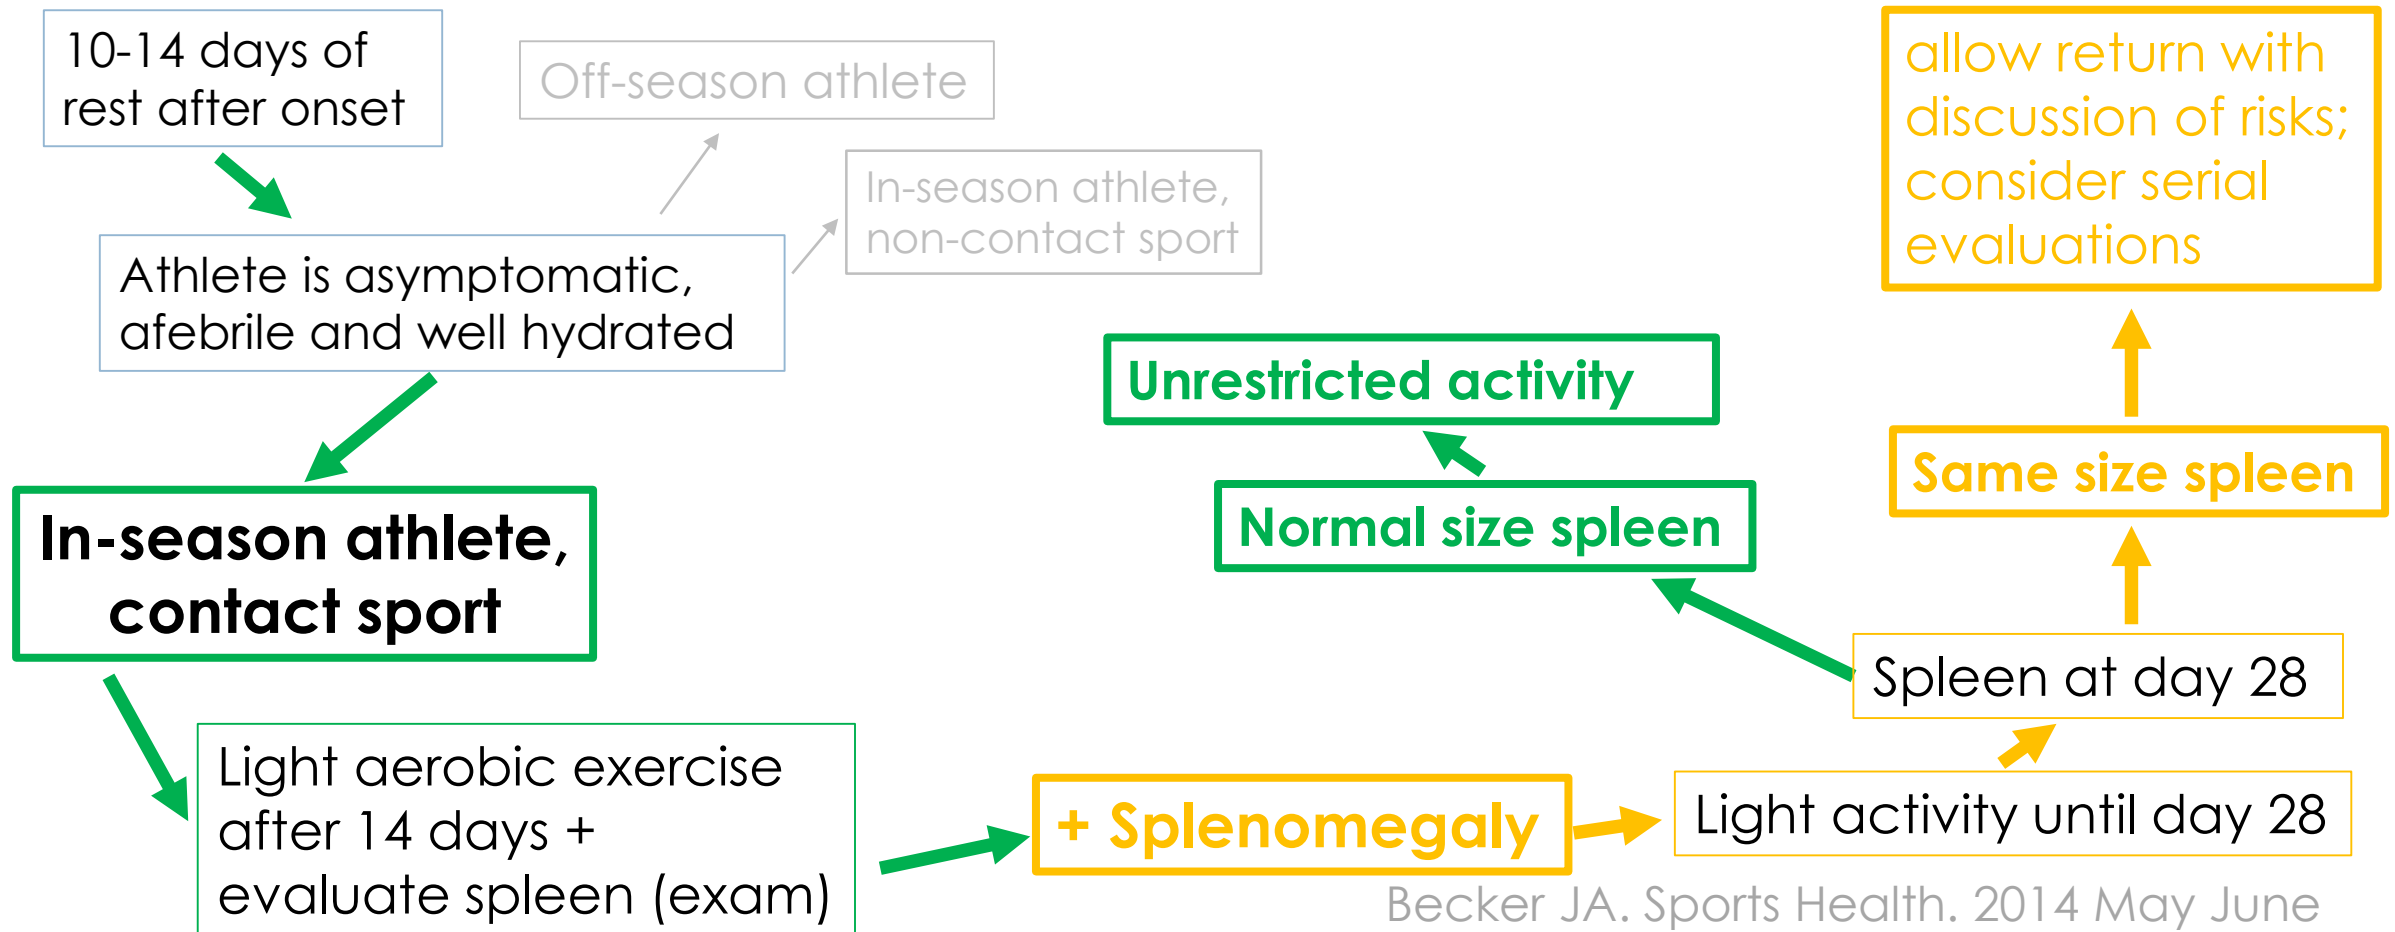 10-14 days of
rest after onset
Off-season athlete
In-season athlete,
non-contact sport
Athlete is asymptomatic,
afebrile and well hydrated
In-season athlete,
contact sport
Light aerobic exercise
after 14 days +
evaluate spleen (exam)
+ Splenomegaly
Light activity until day 28
Spleen at day 28
Normal size spleen
Unrestricted activity
Same size spleen
allow return with
discussion of risks;
consider serial
evaluations
Becker JA. Sports Health. 2014 May June